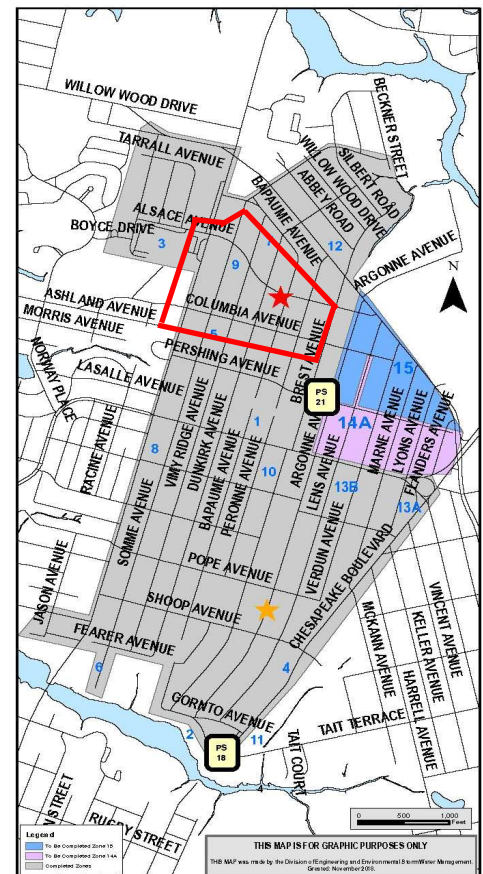 WILLOW WOOD DRIVE
BECKNER STREET
TARRALL AVENUE
SILBERT ROAD
WILLOW WOOD DRIVE
ABBEY ROAD
BAPAUME AVENUE
ALSACE AVENUE
BOYCE DRIVE
3
7
12
9
ARGONNE AVENUE
N
ASHLAND AVENUE
COLUMBIA AVENUE
MORRIS AVENUE
5
PERSHING AVENUE
BREST AVENUE
15
NORWAY PLACE
LASALLE AVENUE
PS
21
14A
VIMY RIDGE AVENUE
DUNKIRK AVENUE
BAPAUME AVENUE
PERONNE AVENUE
1
ARGONNE AVENUE
LENS AVENUE
MARNE AVENUE
LYONS AVENUE
FLANDERS AVENUE
RACINE AVENUE
8
10
13B
13A
SOMME AVENUE
VERDUN AVENUE
CHESAPEAKE BOULEVARD
POPE AVENUE
JASON AVENUE
SHOOP AVENUE
MCKANN AVENUE
VINCENT AVENUE
KELLER AVENUE
HARRELL AVENUE
FEARER AVENUE
6
4
GORNTO AVENUE
TAIT TERRACE
2
PS
18
11
TAIT COURT
STREET
RUGBY STREET
0 500 1,000
Feet
Legend
To Be Completed Zone 15
To Be Completed Zone 14A
Completed Zones
THIS MAP IS FOR GRAPHIC PURPOSES ONLY
THIS MAP was made by the Division of Engineering and Environmental Storm Water Management.
Created: November 2018.